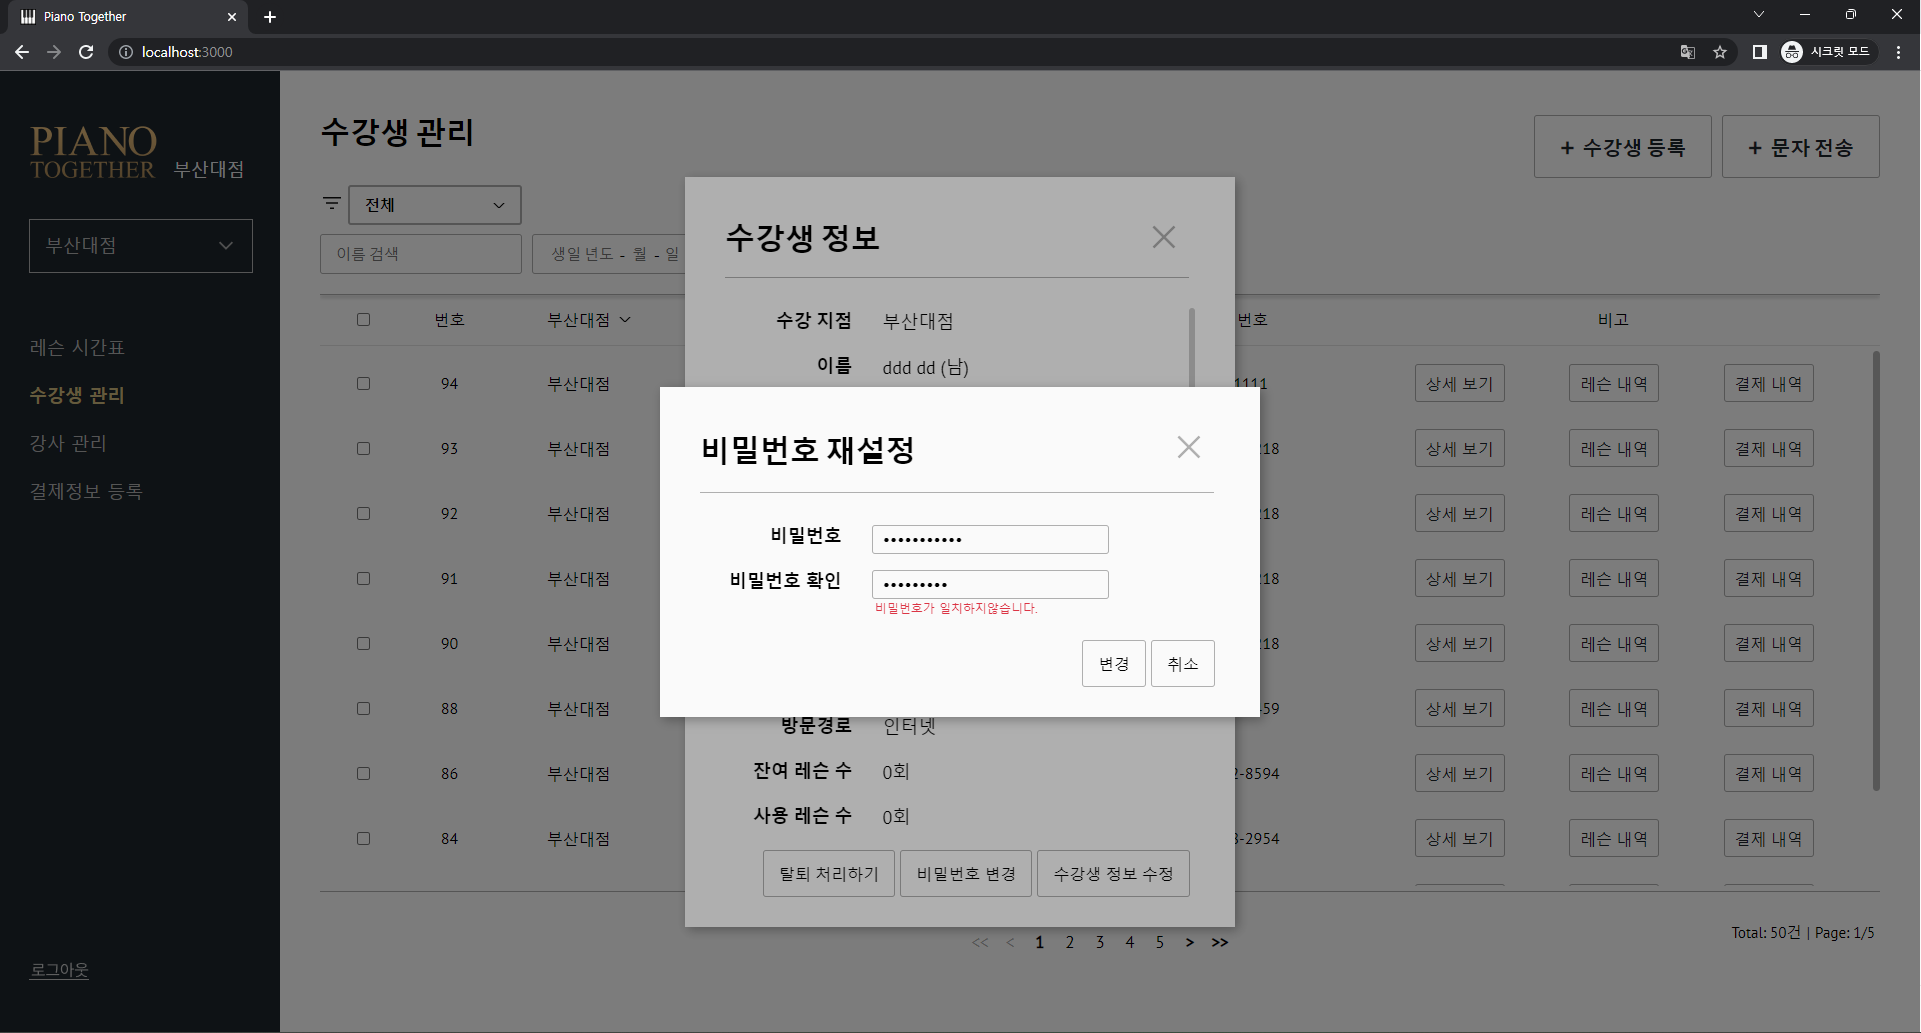 Piano Together
localhost:3000
시크릿 모드
PIANO
TOGETHER 부산대점
부산대점
레슨 시간표
수강생 관리
강사 관리
결제정보 등록
로그아웃
수강생 관리
+ 수강생 등록
+ 문자 전송
전체
이름 검색
생일 년도 - 월 - 일
번호 부산대점 번호 비고
94 부산대점 1111 상세 보기 레슨 내역 결제 내역
93 부산대점 218 상세 보기 레슨 내역 결제 내역
92 부산대점 218 상세 보기 레슨 내역 결제 내역
91 부산대점 218 상세 보기 레슨 내역 결제 내역
90 부산대점 218 상세 보기 레슨 내역 결제 내역
88 부산대점 59 상세 보기 레슨 내역 결제 내역
86 부산대점 2-8594 상세 보기 레슨 내역 결제 내역
84 부산대점 3-2954 상세 보기 레슨 내역 결제 내역
수강생 정보
수강 지점 부산대점
이름 ddd dd (남)
비밀번호 재설정
비밀번호
비밀번호 확인
비밀번호가 일치하지않습니다.
변경 취소
방문경로 인터넷
잔여 레슨 수 0회
사용 레슨 수 0회
탈퇴 처리하기 비밀번호 변경 수강생 정보 수정
<< < 1 2 3 4 5 > >>
Total: 50건 | Page: 1/5